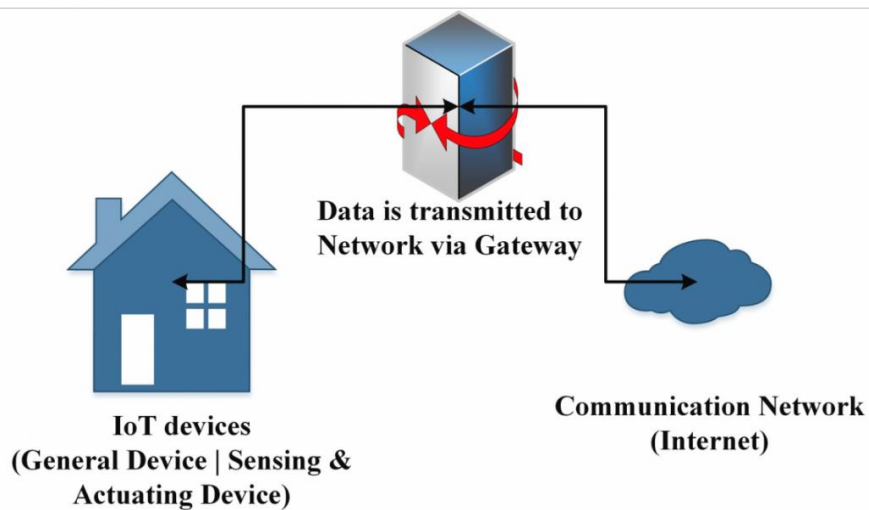 Data is transmitted to
Network via Gateway
IoT devices
(General Device | Sensing &
Actuating Device)
Communication Network
(Internet)